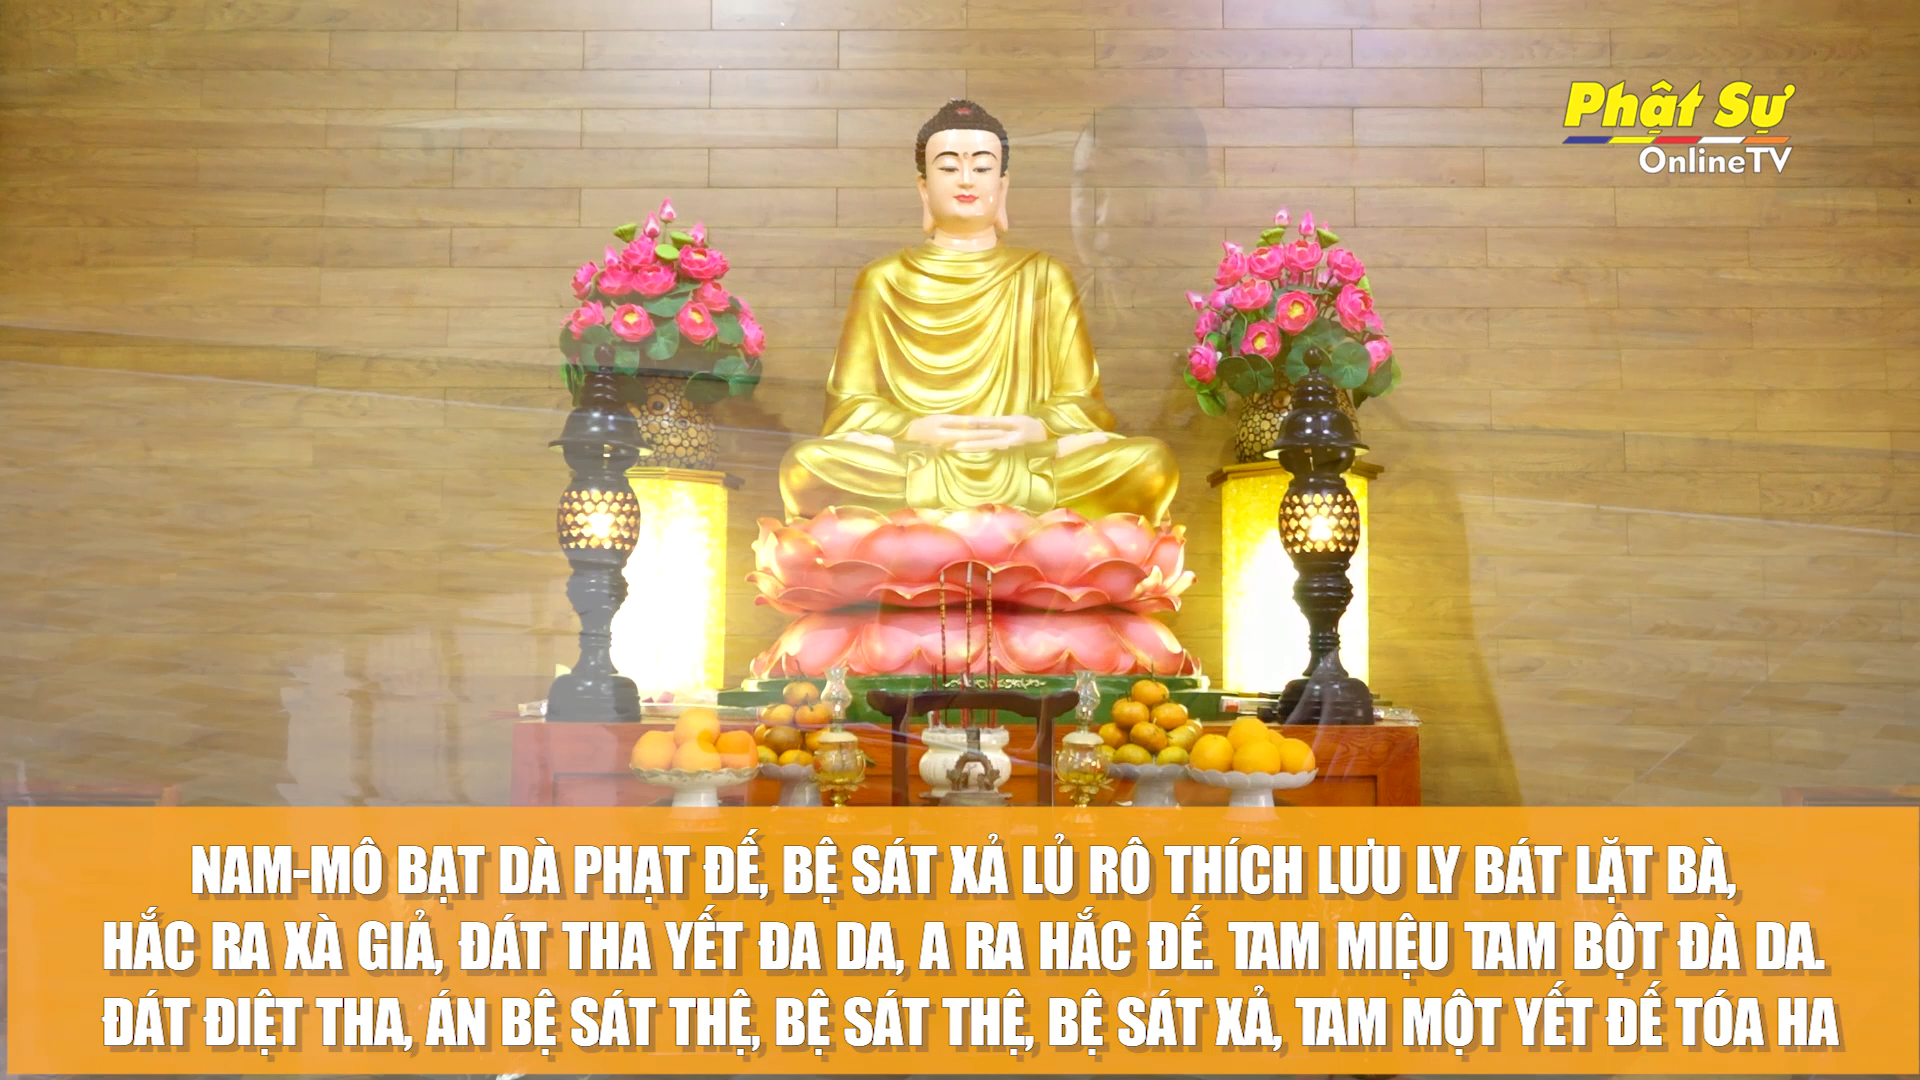 Phật Sự
OnlineTV
NAM-MÔ BẠT DÀ PHẠT ĐẾ, BỆ SÁT XẢ LỦ RÔ THÍCH LƯU LY BÁT LẶT BÀ,
HẮC RA XÀ GIẢ, ĐÁT THA YẾT ĐA DA, A RA HẮC ĐẾ. TAM MIỆU TAM BỘT ĐÀ DA.
ĐÁT ĐIỆT THA, ÁN BỆ SÁT THỆ, BỆ SÁT THỆ, BỆ SÁT XẢ, TAM MỘT YẾT ĐẾ TÓA HA